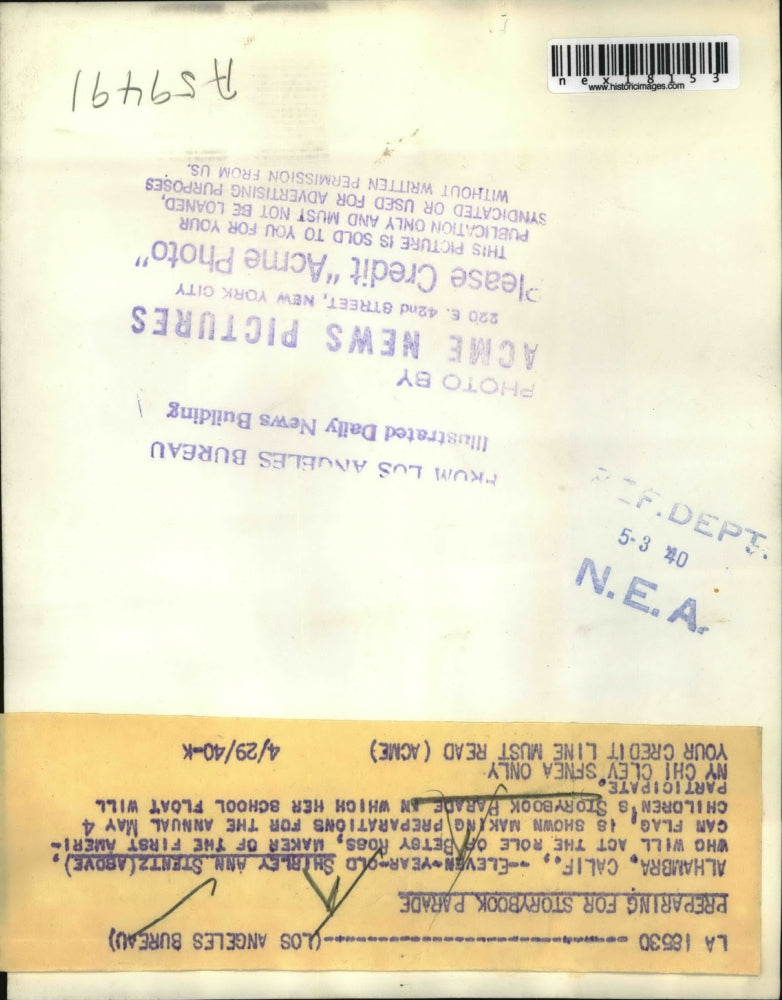 LA 18530 ----------------(LOS ANGELES BUREAU)
PREPARING FOR STORYBOOK PARADE
ALHAMBRA, CALIF., --ELEVEN-YEAR-OLD SHIRLEY ANN STENTZ (ABOVE),
WHO WILL ACT THE ROLE OF BETSY ROSS, MAKER OF THE FIRST AMERI-
CAN FLAG, IS SHOWN MAKING PREPARATIONS FOR THE ANNUAL MAY 4
CHILDREN'S STORYBOOK PARADE IN WHICH HER SCHOOL FLOAT WILL
PARTICIPATE.
NY CHI CLEV SFNEA ONLY
YOUR CREDIT LINE MUST READ (ACME) 4/29/40-K
FROM LOS ANGELES BUREAU
Illustrated Daily News Building
PHOTO BY
ACME NEWS PICTURES
220 E. 42nd STREET, NEW YORK CITY
Please Credit "Acme Photo"
THIS PICTURE IS SOLD TO YOU FOR YOUR
PUBLICATION ONLY AND MUST NOT BE LOANED,
SYNDICATED OR USED FOR ADVERTISING PURPOSES
WITHOUT WRITTEN PERMISSION FROM US.
A59491
nex18153
www.historicimages.com
REF. DEPT.
5-3 40
N.E.A.